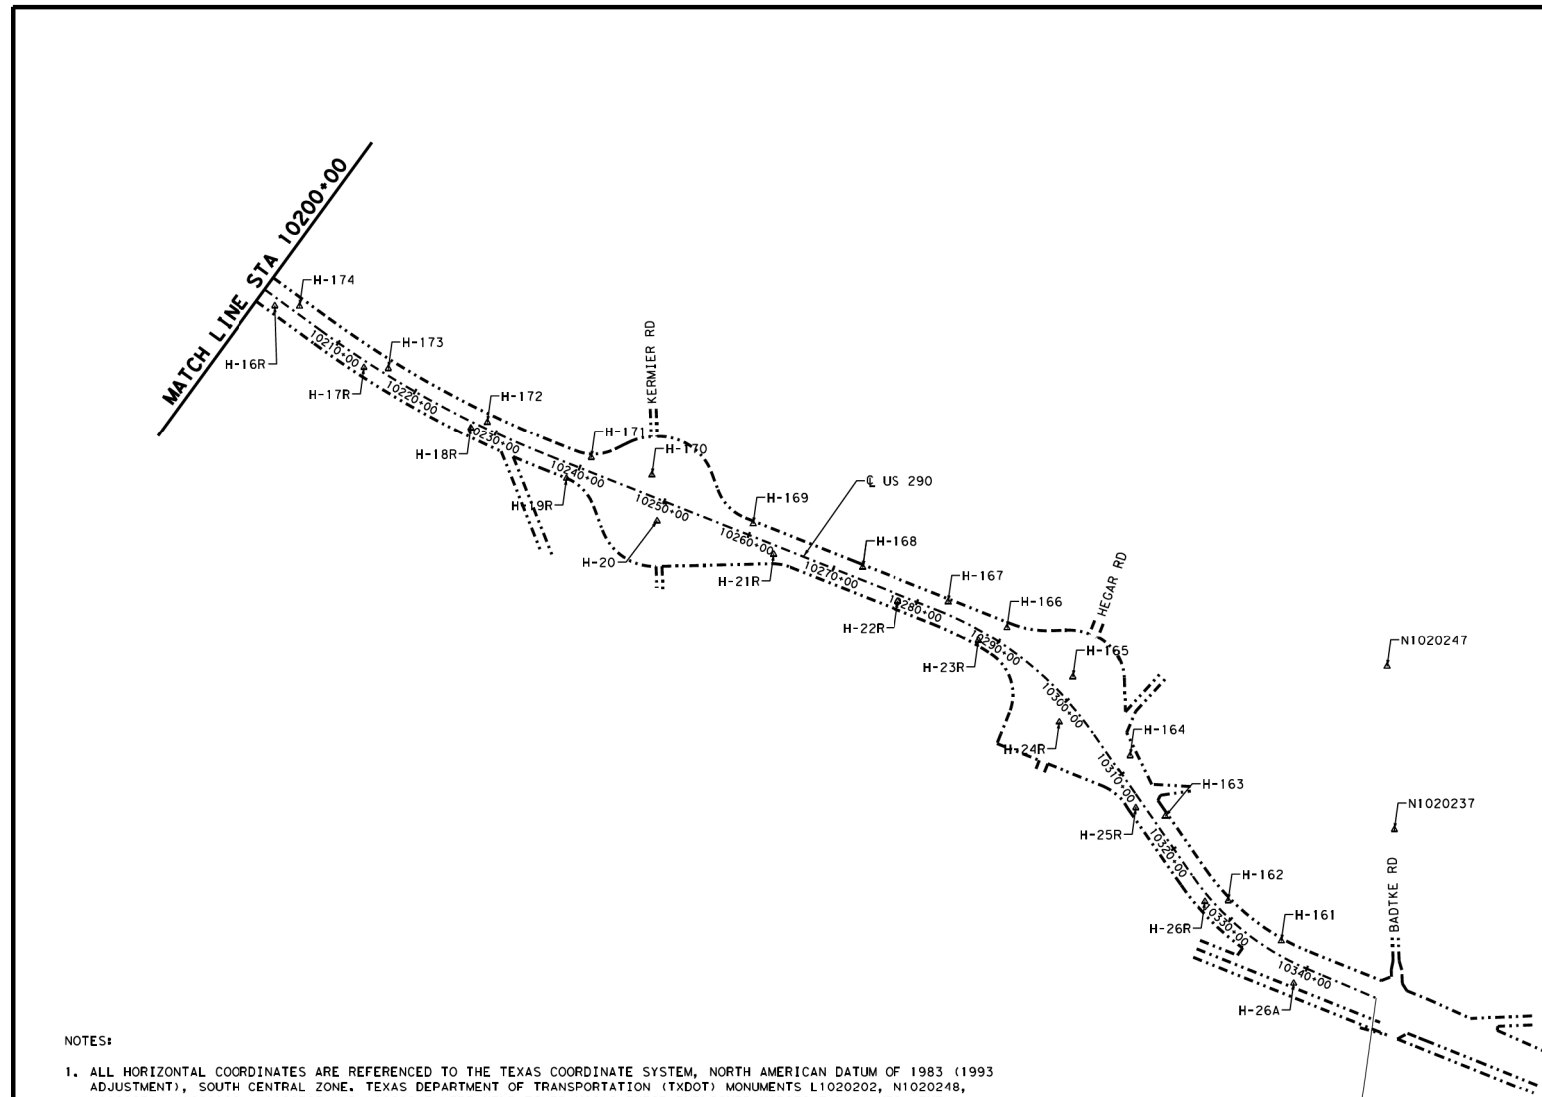 MATCH LINE STA 10200+00
H-174
H-16R
10210+00
H-173
H-17R
10220+00
H-172
H-18R
10230+00
KERMIER RD
H-171
10240+00
H-19R
H-170
10250+00
H-20
H-169
10260+00
H-21R
℄ US 290
10270+00
H-168
10280+00
H-22R
H-167
H-166
10290+00
H-23R
HEGAR RD
H-165
10300+00
H-24R
N1020247
H-164
10310+00
H-163
H-25R
10320+00
N1020237
H-162
H-26R
10330+00
BADTKE RD
H-161
10340+00
H-26A
NOTES:
1. ALL HORIZONTAL COORDINATES ARE REFERENCED TO THE TEXAS COORDINATE SYSTEM, NORTH AMERICAN DATUM OF 1983 (1993
ADJUSTMENT), SOUTH CENTRAL ZONE. TEXAS DEPARTMENT OF TRANSPORTATION (TXDOT) MONUMENTS L1020202, N1020248,